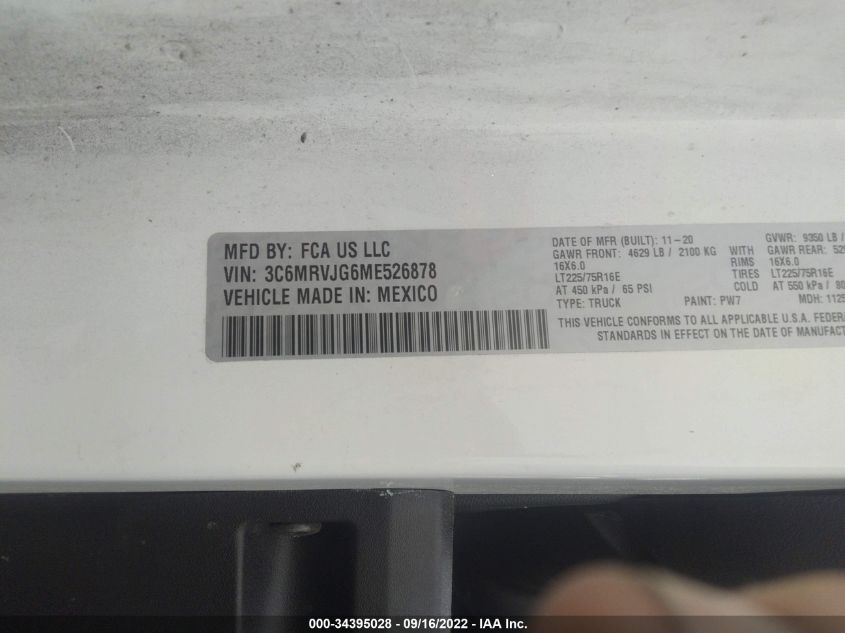 MFD BY: FCA US LLC
VIN: 3C6MRVJG6ME526878
VEHICLE MADE IN: MEXICO
DATE OF MFR (BUILT): 11-20
GVWR: 9350 LB /
GAWR FRONT: 4629 LB / 2100 KG WITH GAWR REAR:
16X6.0 RIMS 16X6.0
LT225/75R16E TIRES LT225/75R16E
AT 450 kPa / 65 PSI COLD AT 550 kPa /
TYPE: TRUCK PAINT: PW7 MDH:
THIS VEHICLE CONFORMS TO ALL APPLICABLE U.S.A.
STANDARDS IN EFFECT ON THE DATE OF
000-34395028 - 09/16/2022 - IAA Inc.